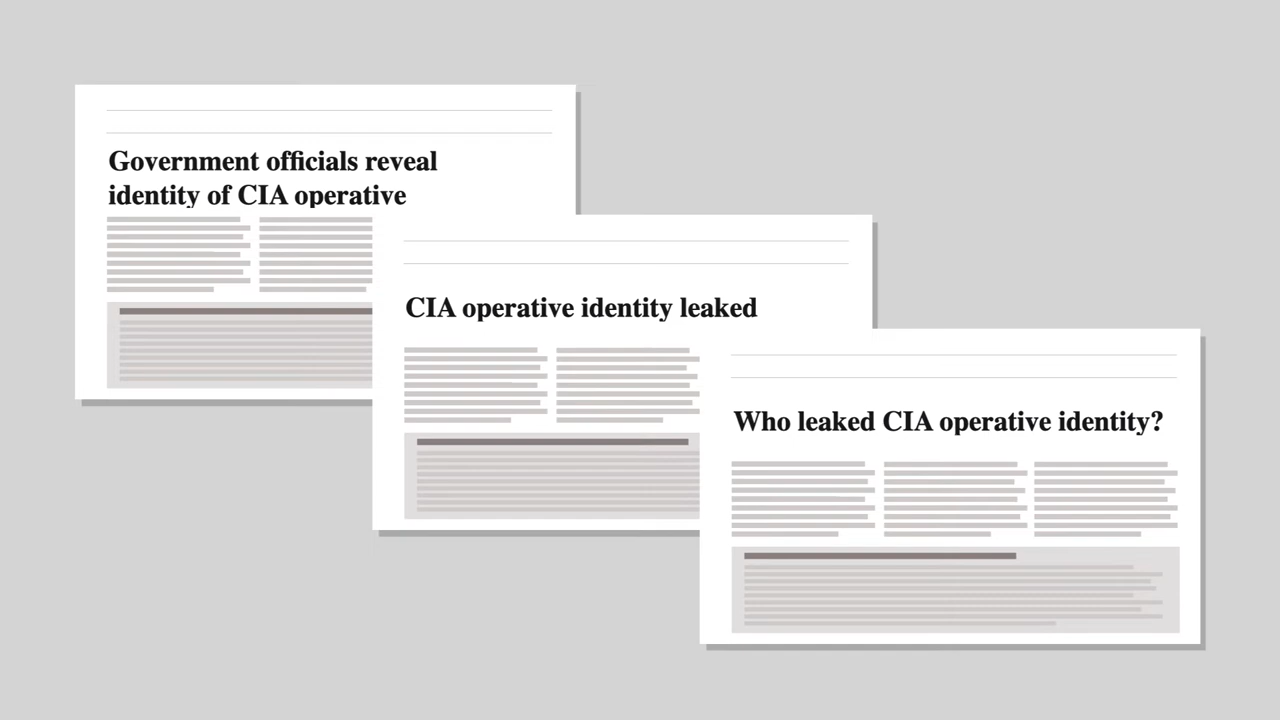 Government officials reveal
identity of CIA operative
CIA operative identity leaked
Who leaked CIA operative identity?